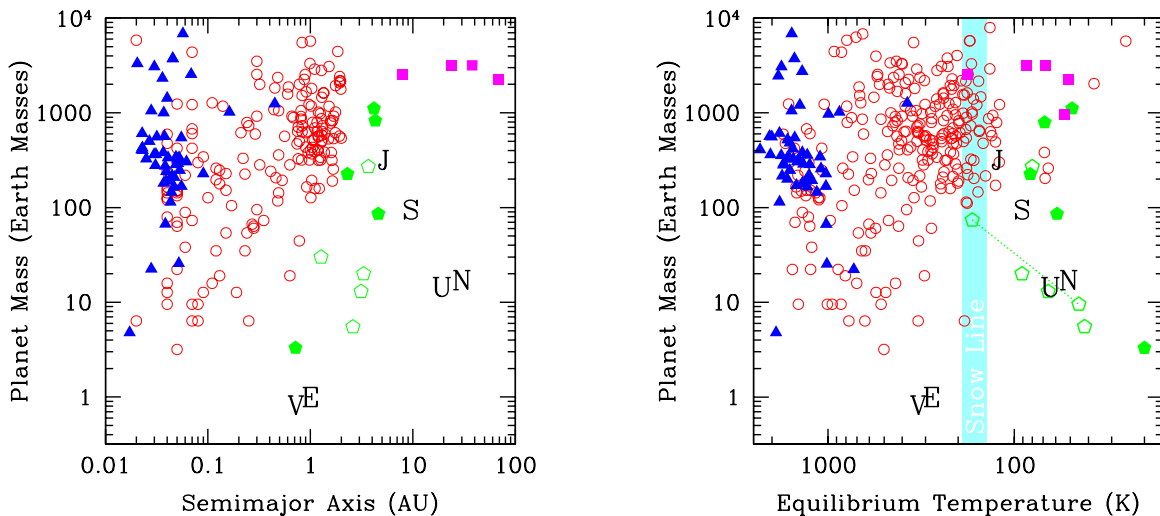 10⁴
1000
100
10
1
Planet Mass (Earth Masses)
J
S
U N
V E
0.01 0.1 1 10 100
Semimajor Axis (AU)
10⁴
1000
100
10
1
Planet Mass (Earth Masses)
J
S
U N
V E
Snow Line
1000 100
Equilibrium Temperature (K)